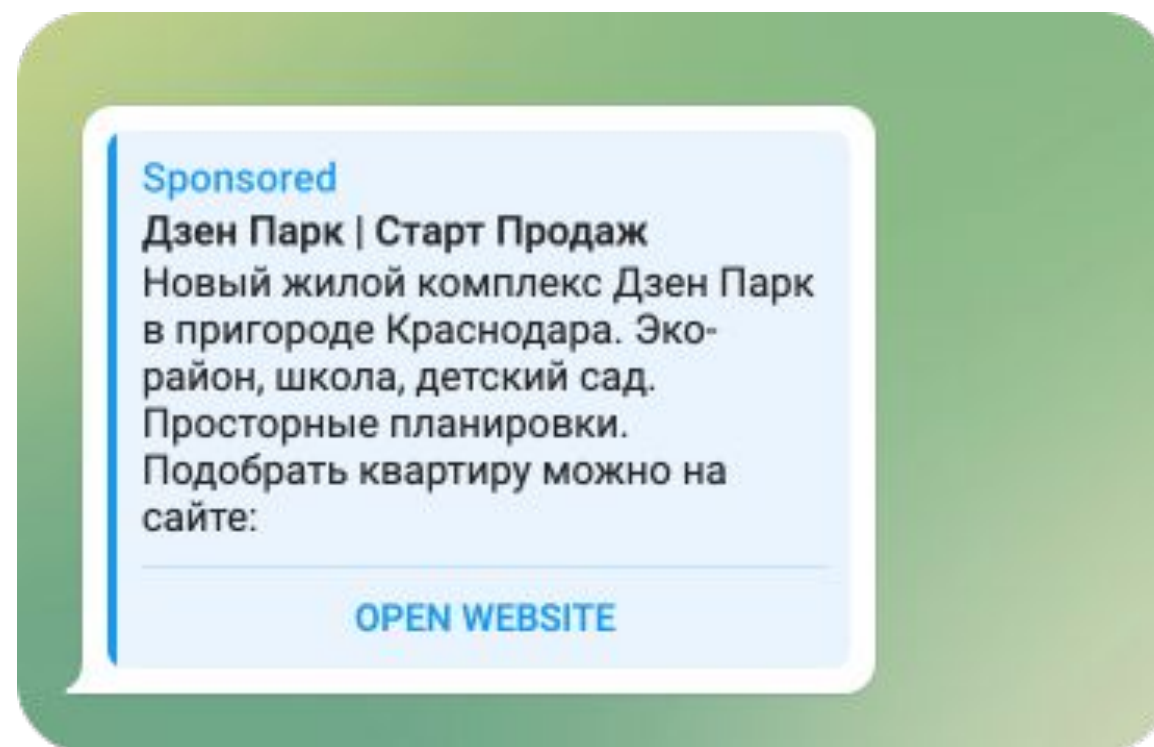 Sponsored
Дзен Парк | Старт Продаж
Новый жилой комплекс Дзен Парк
в пригороде Краснодара. Эко-
район, школа, детский сад.
Просторные планировки.
Подобрать квартиру можно на
сайте:
OPEN WEBSITE